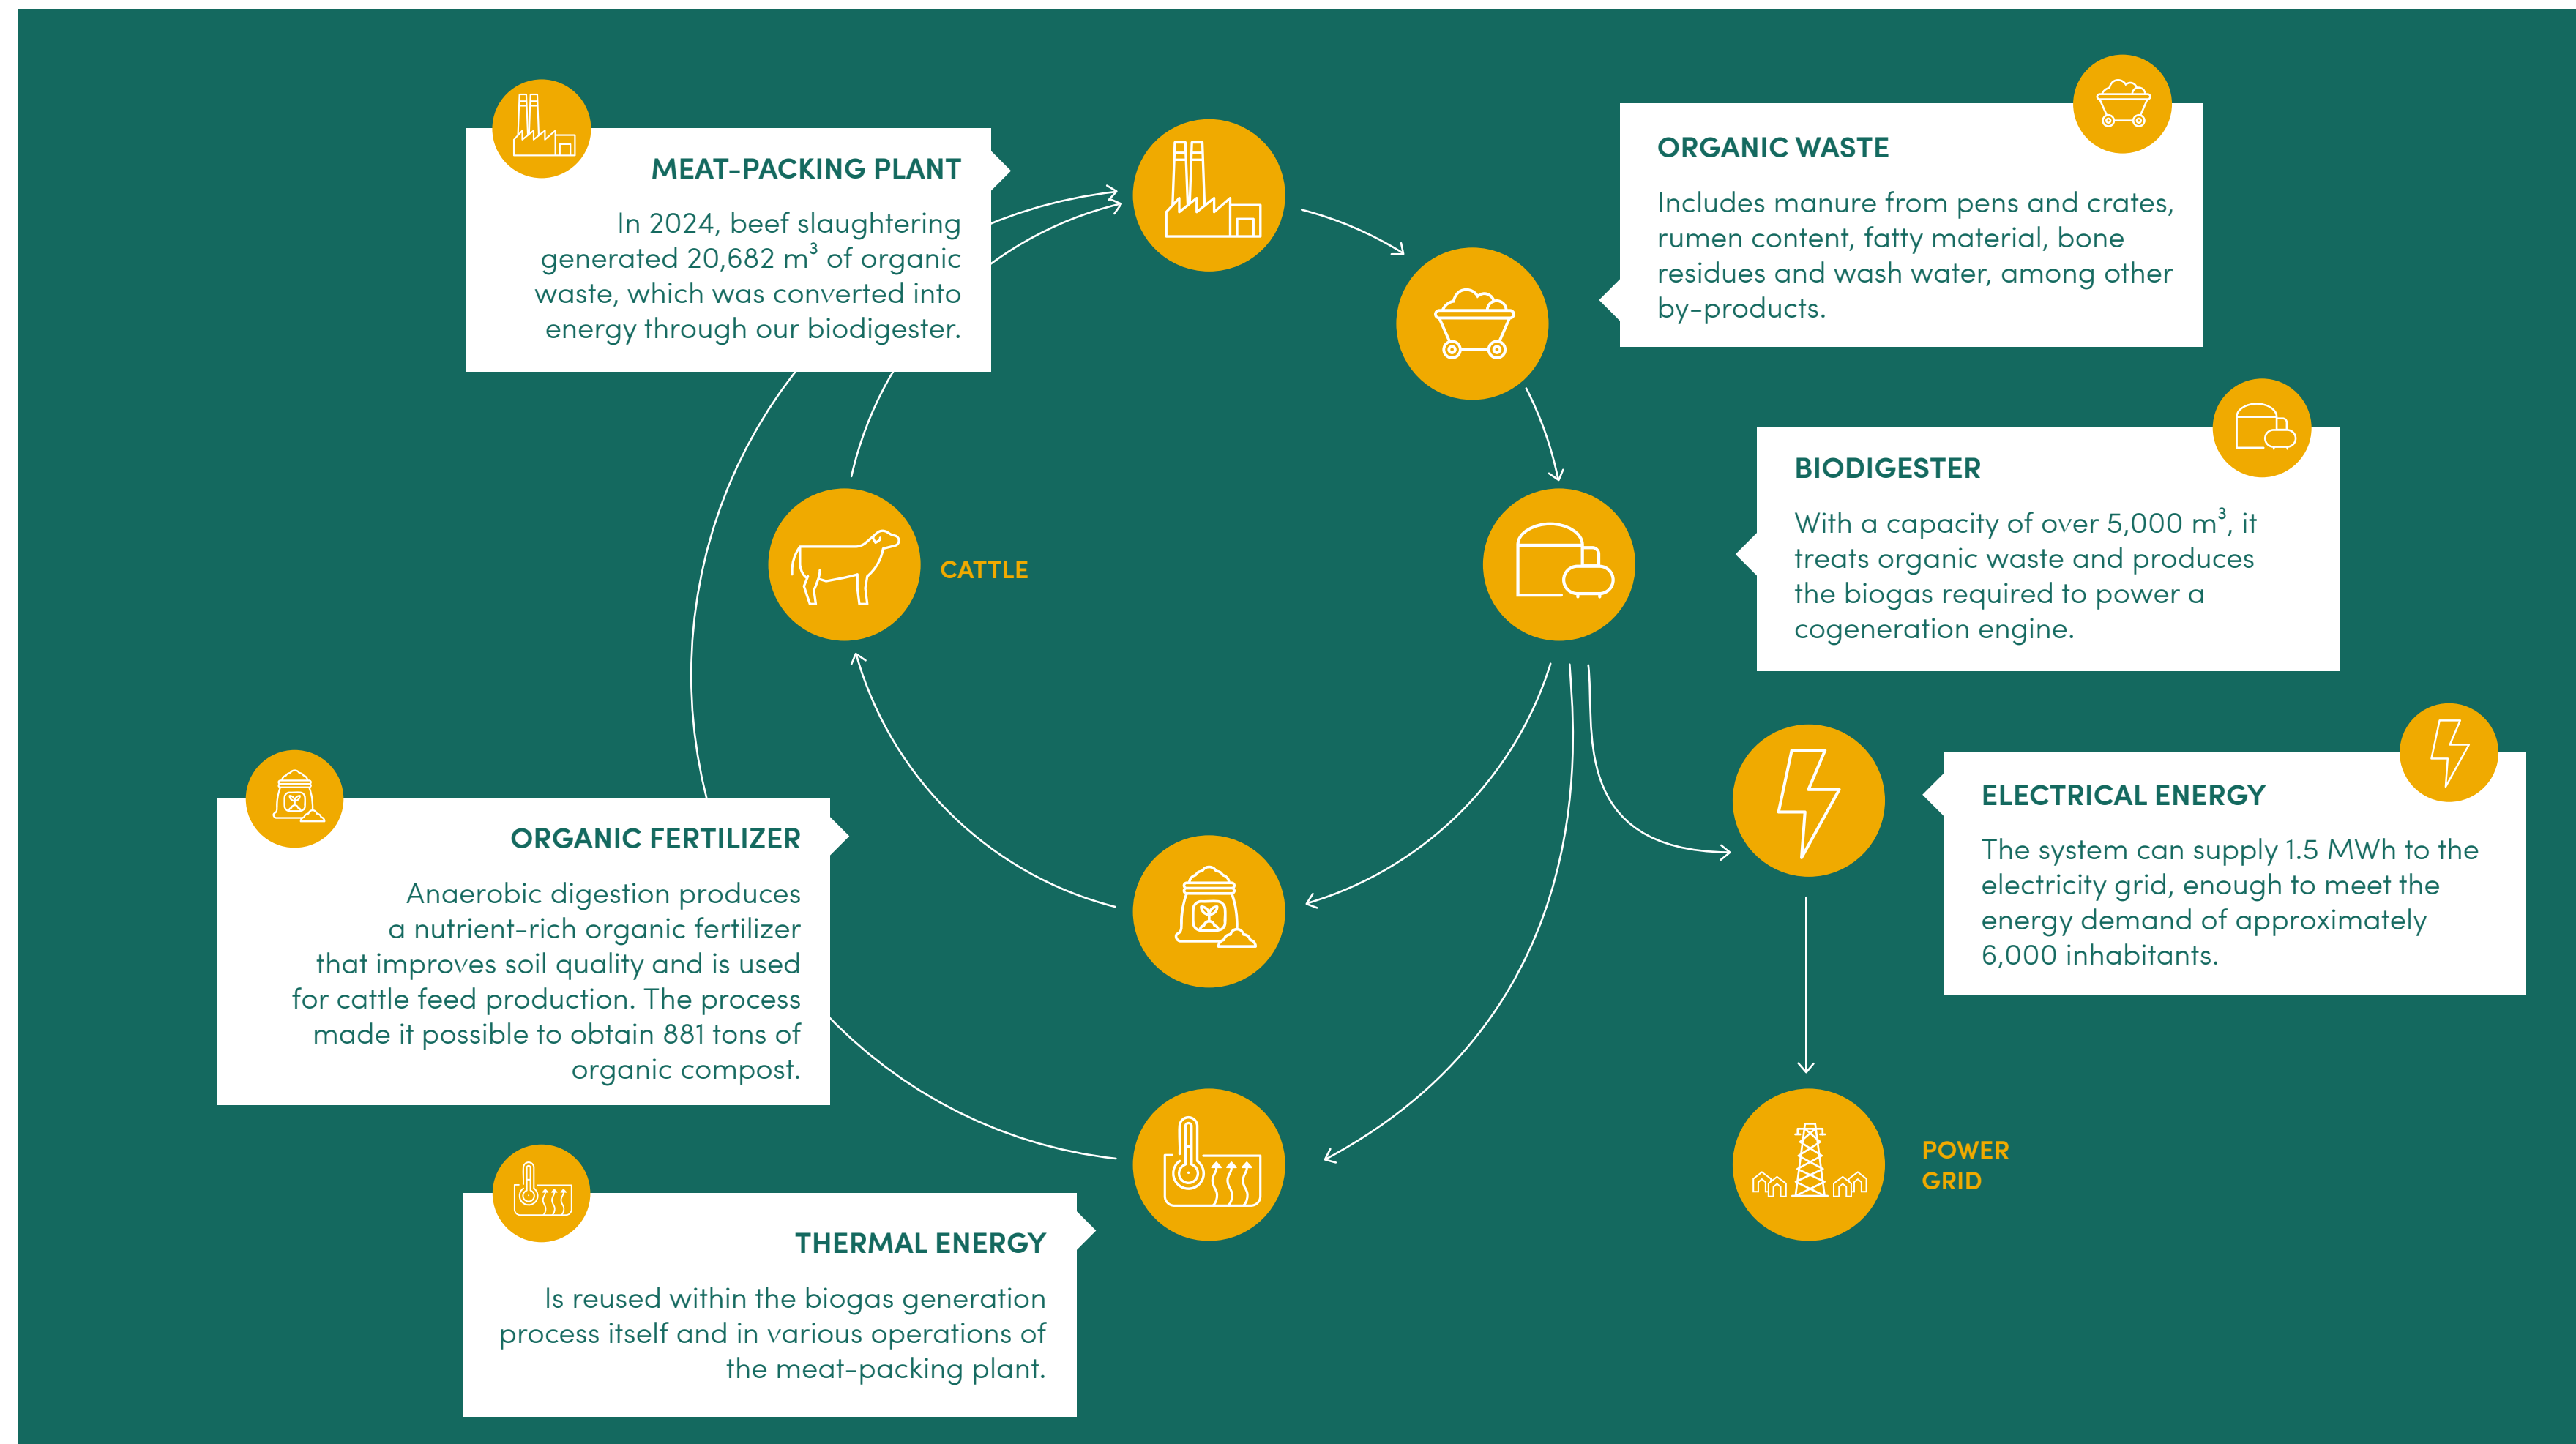 MEAT-PACKING PLANT
In 2024, beef slaughtering
generated 20,682 m³ of organic
waste, which was converted into
energy through our biodigester.
ORGANIC WASTE
Includes manure from pens and crates,
rumen content, fatty material, bone
residues and wash water, among other
by-products.
BIODIGESTER
With a capacity of over 5,000 m³, it
treats organic waste and produces
the biogas required to power a
cogeneration engine.
CATTLE
ELECTRICAL ENERGY
The system can supply 1.5 MWh to the
electricity grid, enough to meet the
energy demand of approximately
6,000 inhabitants.
ORGANIC FERTILIZER
Anaerobic digestion produces
a nutrient-rich organic fertilizer
that improves soil quality and is used
for cattle feed production. The process
made it possible to obtain 881 tons of
organic compost.
POWER
GRID
THERMAL ENERGY
Is reused within the biogas generation
process itself and in various operations of
the meat-packing plant.